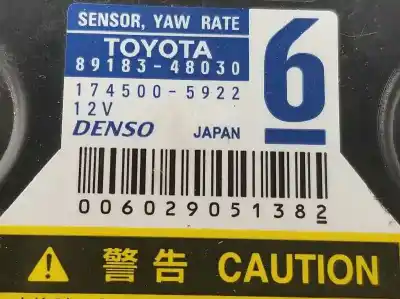 SENSOR, YAW RATE
TOYOTA
89183-48030
6
174500-5922
12V
DENSO JAPAN
006029051382
警告 CAUTION